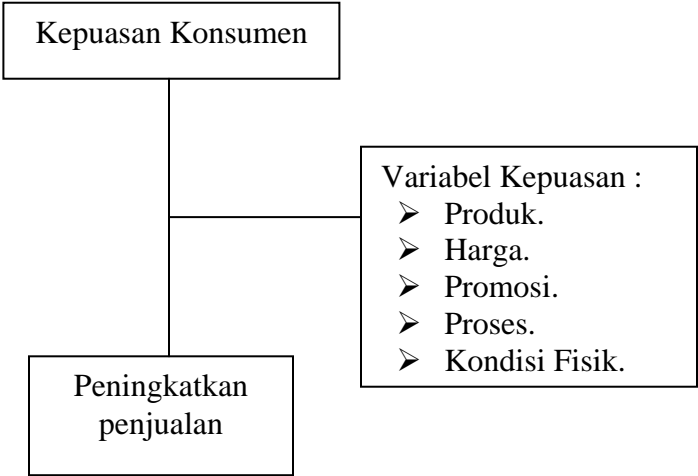 Kepuasan Konsumen
Variabel Kepuasan :
➢ Produk.
➢ Harga.
➢ Promosi.
➢ Proses.
➢ Kondisi Fisik.
Peningkatkan
penjualan